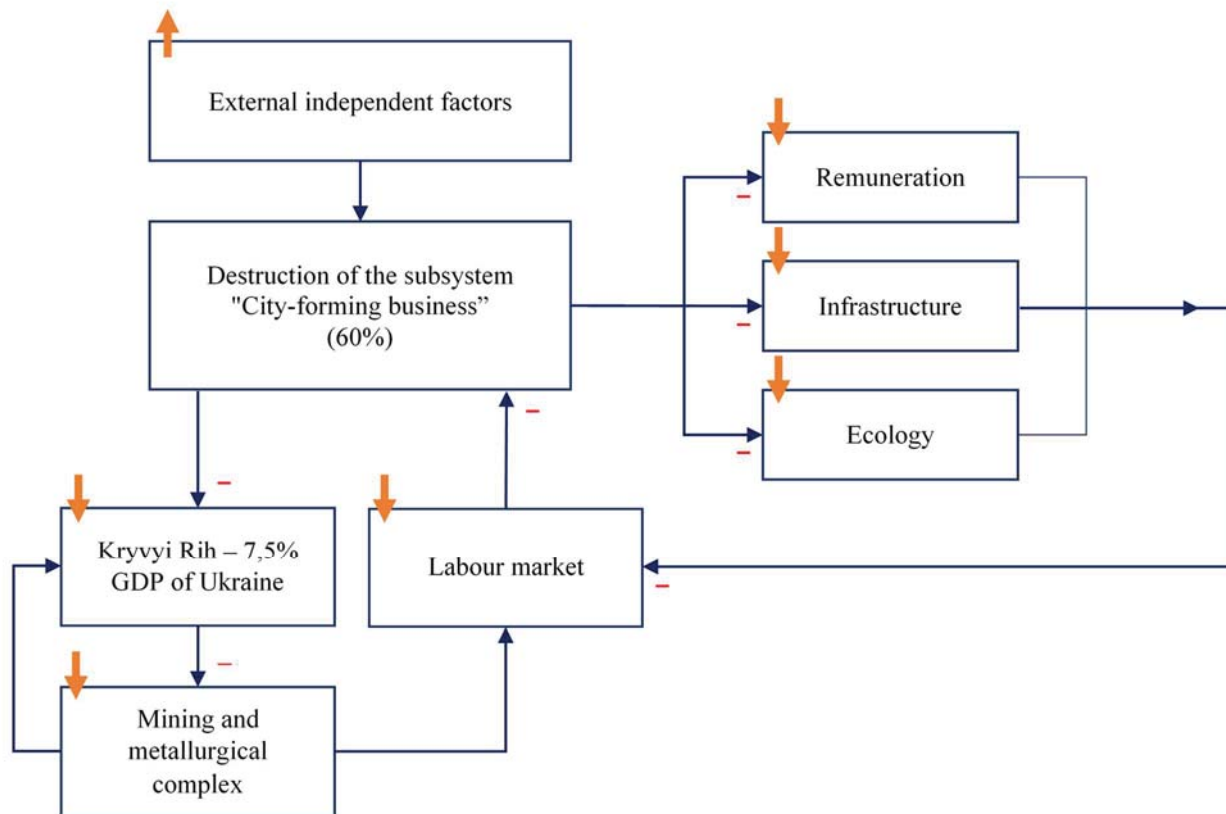 External independent factors
Destruction of the subsystem
"City-forming business”
(60%)
Remuneration
–
Infrastructure
–
Ecology
–
–
–
Kryvyi Rih – 7,5%
GDP of Ukraine
Labour market
–
–
Mining and
metallurgical
complex